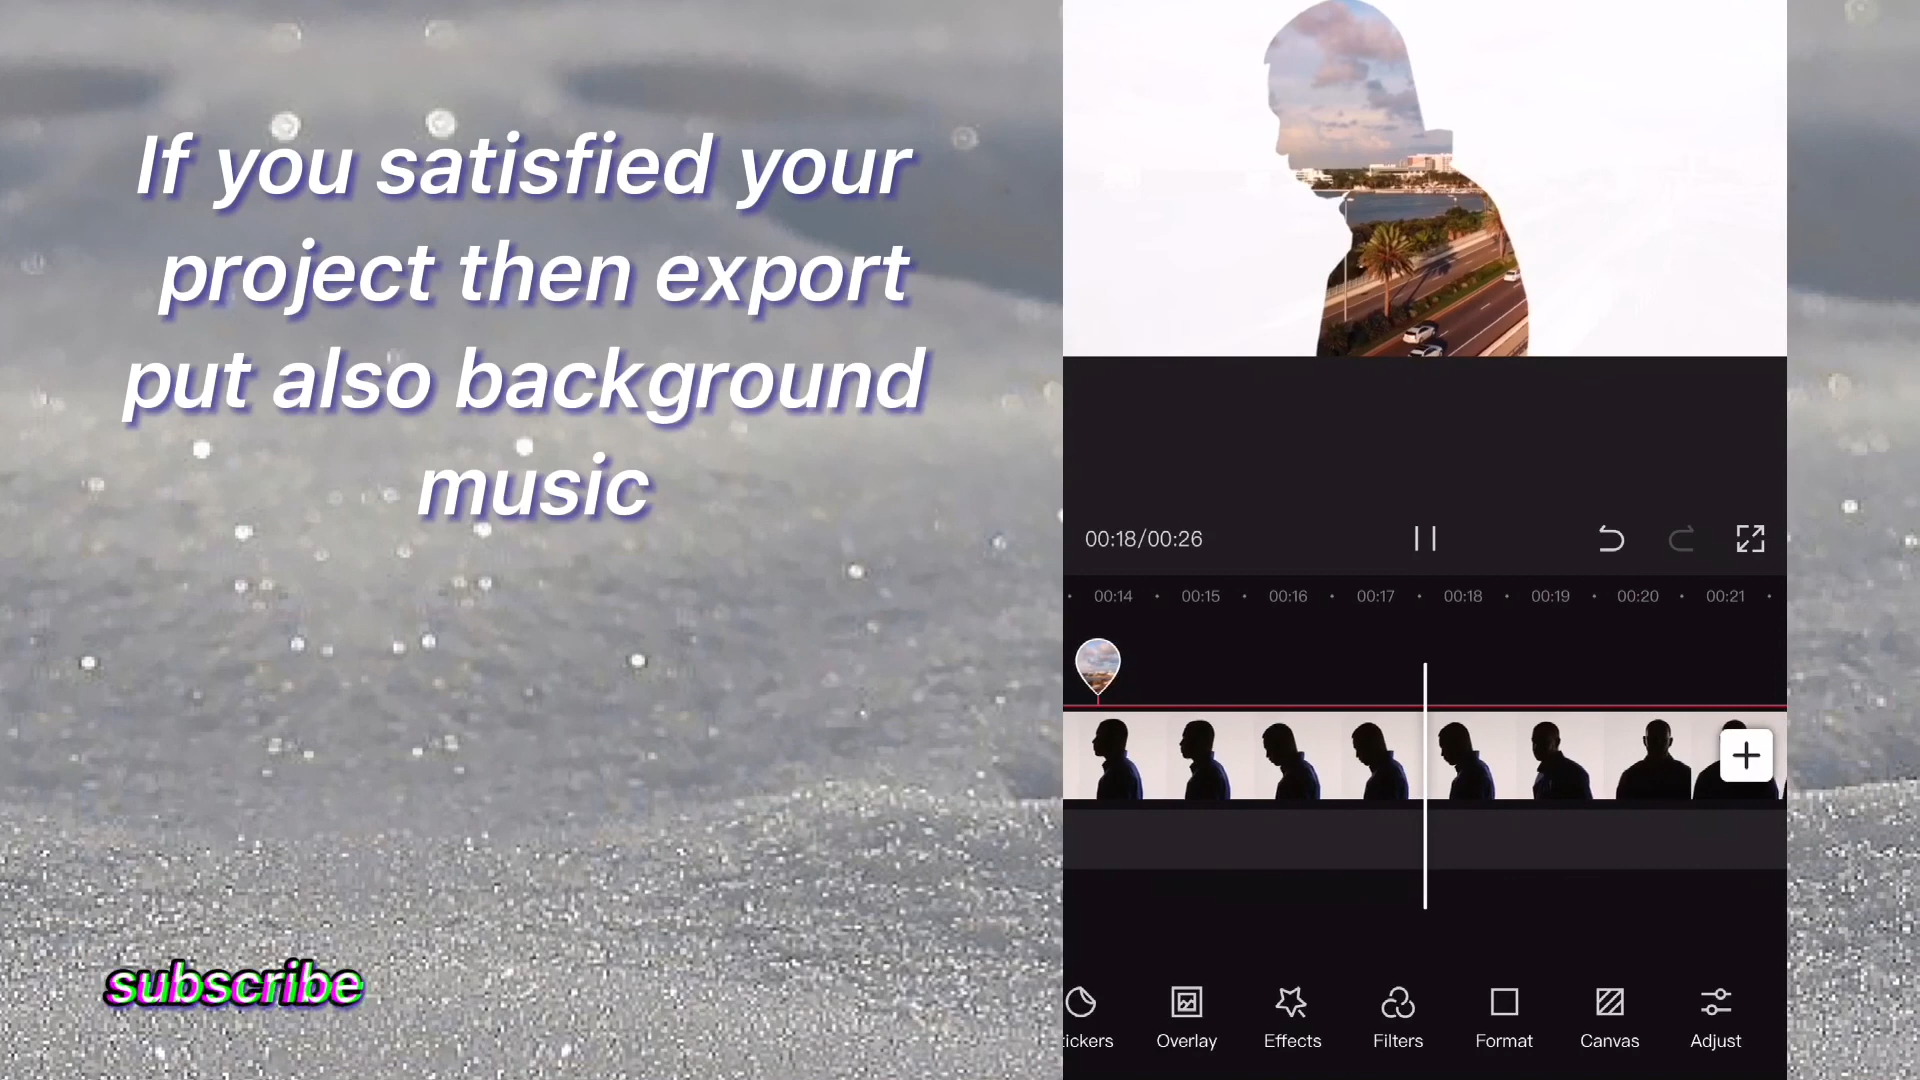 If you satisfied your
project then export
put also background
music
00:18/00:26
00:14 00:15 00:16 00:17 00:18 00:19 00:20 00:21
ickers Overlay Effects Filters Format Canvas Adjust
subscribe